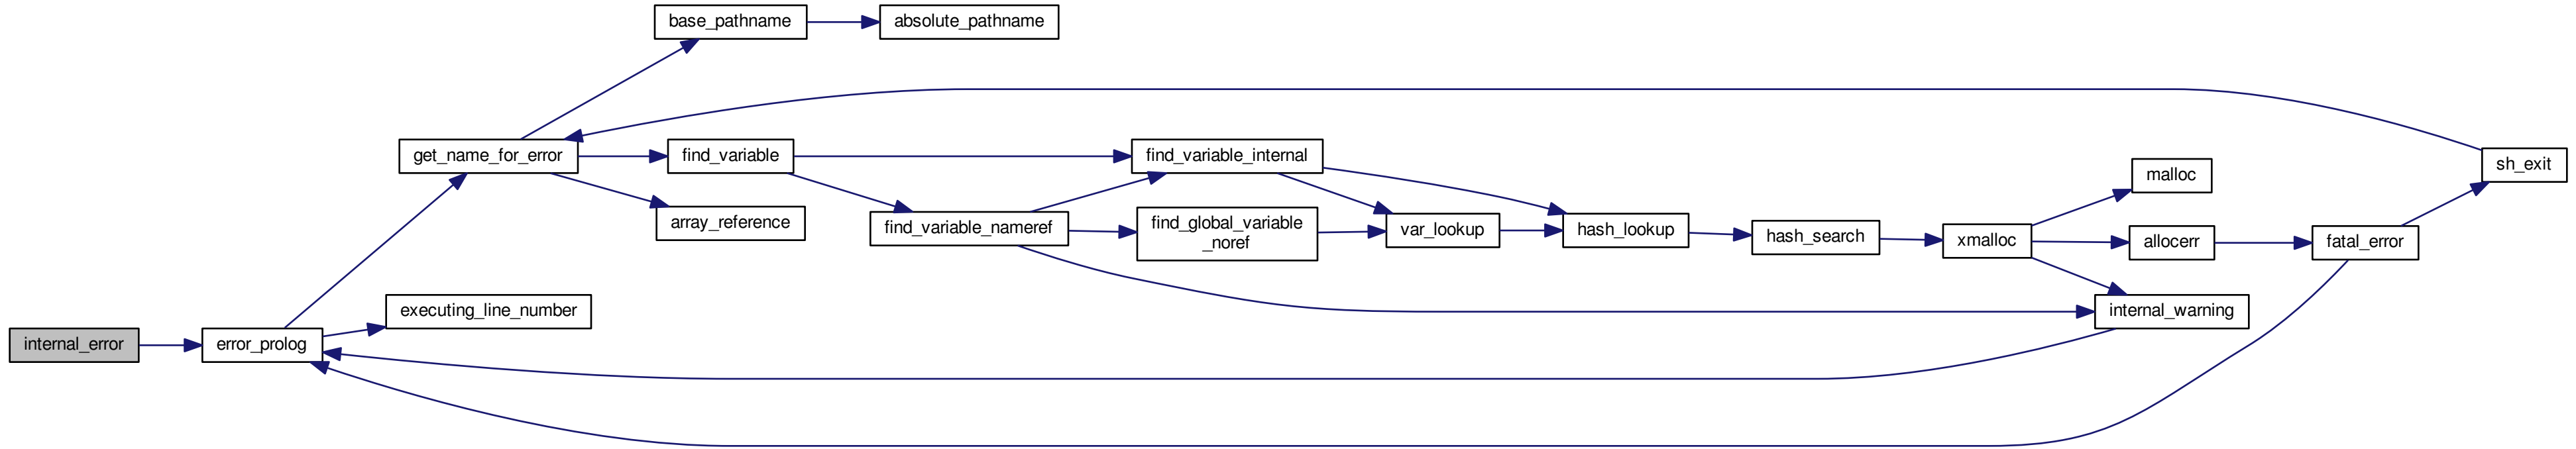 base_pathname
absolute_pathname
get_name_for_error
find_variable
find_variable_internal
malloc
sh_exit
array_reference
find_variable_nameref
find_global_variable
_noref
var_lookup
hash_lookup
hash_search
xmalloc
allocerr
fatal_error
executing_line_number
internal_warning
internal_error
error_prolog